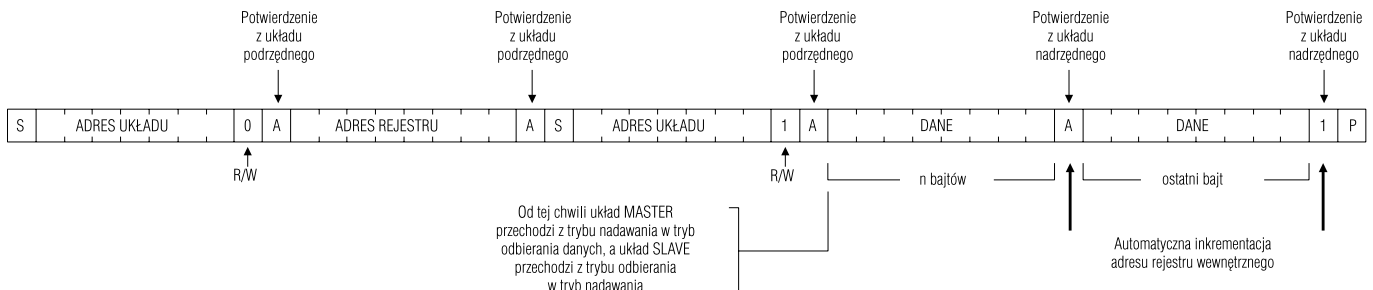 Potwierdzenie
z układu
podrzędnego
Potwierdzenie
z układu
podrzędnego
Potwierdzenie
z układu
podrzędnego
Potwierdzenie
z układu
nadrzędnego
Potwierdzenie
z układu
nadrzędnego
S ADRES UKŁADU 0 A ADRES REJESTRU A S ADRES UKŁADU 1 A DANE A DANE 1 P
R/W
R/W
n bajtów
ostatni bajt
Od tej chwili układ MASTER
przechodzi z trybu nadawania w tryb
odbierania danych, a układ SLAVE
przechodzi z trybu odbierania
w tryb nadawania
Automatyczna inkrementacja
adresu rejestru wewnętrznego